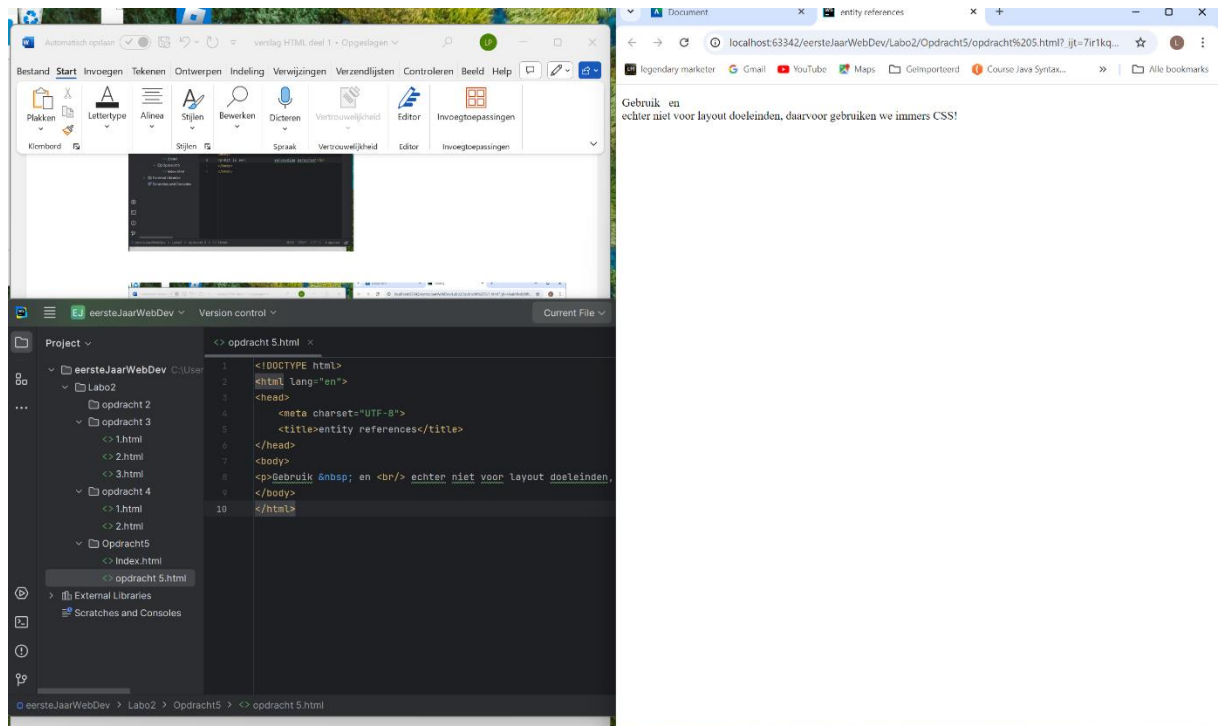 Automatisch opslaan
verslag HTML deel 1 • Opgeslagen
LP
Bestand Start Invoegen Tekenen Ontwerpen Indeling Verwijzingen Verzendlijsten Controleren Beeld Help
Plakken
Lettertype
Alinea
Stijlen
Bewerken
Dicteren
Vertrouwelijkheid
Editor
Invoegtoepassingen
Klembord
Stijlen
Spraak
Vertrouwelijkheid
Editor
Invoegtoepassingen
EJ eersteJaarWebDev Version control Current File
Project
opdracht 5.html
eersteJaarWebDev C:\User
Labo2
opdracht 2
opdracht 3
1.html
2.html
3.html
opdracht 4
1.html
2.html
Opdracht5
Index.html
opdracht 5.html
External Libraries
Scratches and Consoles
1 <!DOCTYPE html>
2 <html lang="en">
3 <head>
4 <meta charset="UTF-8">
5 <title>entity references</title>
6 </head>
7 <body>
8 <p>Gebruik &nbsp; en <br/> echter niet voor layout doeleinden,
9 </body>
10 </html>
eersteJaarWebDev > Labo2 > Opdracht5 > <> opdracht 5.html
Document
entity references
localhost:63342/eersteJaarWebDev/Labo2/Opdracht5/opdracht%205.html?_ijt=7ir1kq...
legendary marketer Gmail YouTube Maps Geïmporteerd Course Java Syntax... » Alle bookmarks
Gebruik en
echter niet voor layout doeleinden, daarvoor gebruiken we immers CSS!